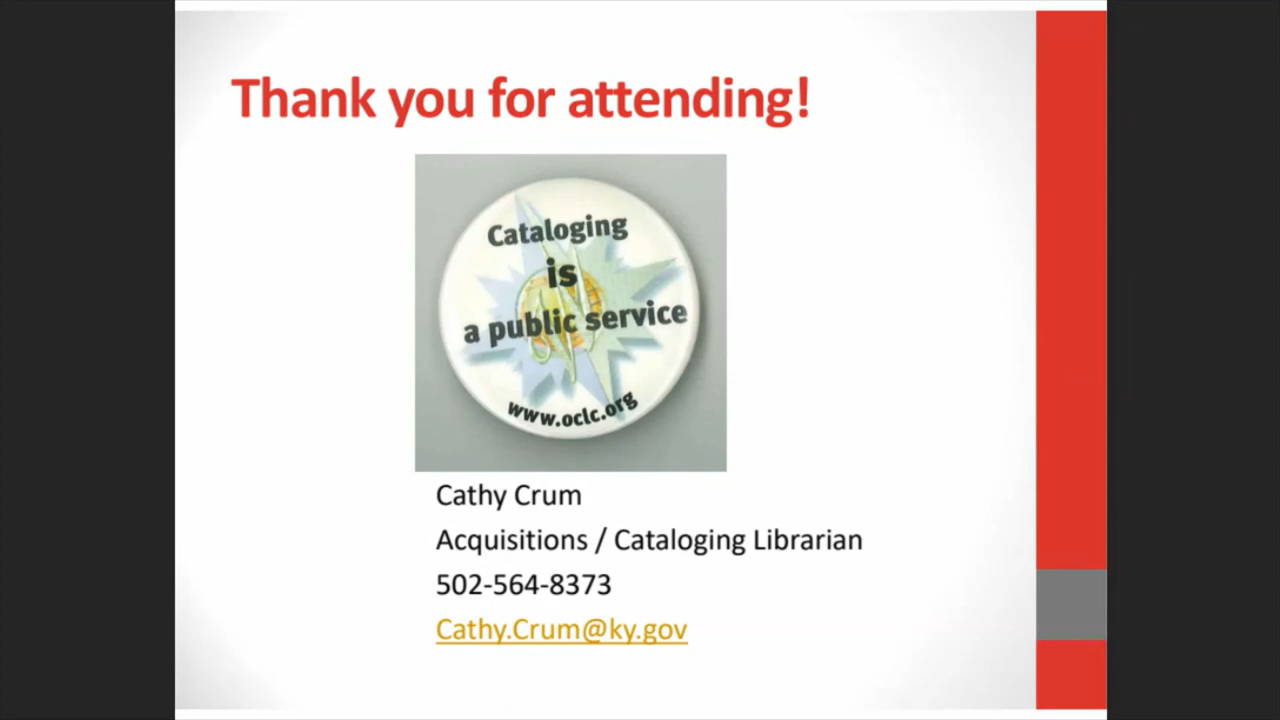 Thank you for attending!
Cataloging
is
a public service
www.oclc.org
Cathy Crum
Acquisitions / Cataloging Librarian
502-564-8373
Cathy.Crum@ky.gov